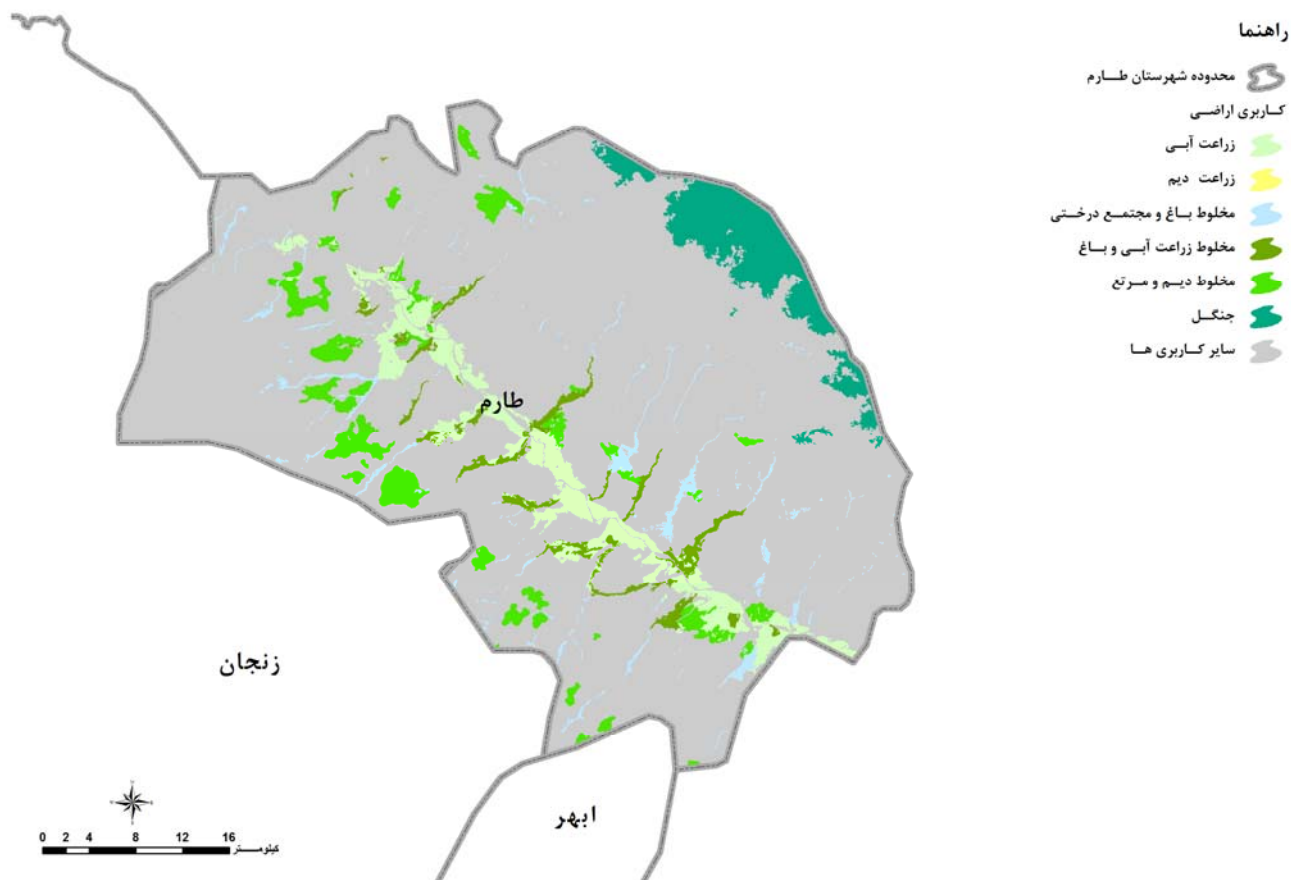 راهنما
محدوده شهرستان طارم
کاربری اراضی
زراعت آبی
زراعت دیم
مخلوط باغ و مجتمع درختی
مخلوط زراعت آبی و باغ
مخلوط دیم و مرتع
جنگل
سایر کاربری ها
طارم
زنجان
ابهر
0 2 4 8 12 16
کیلومتر